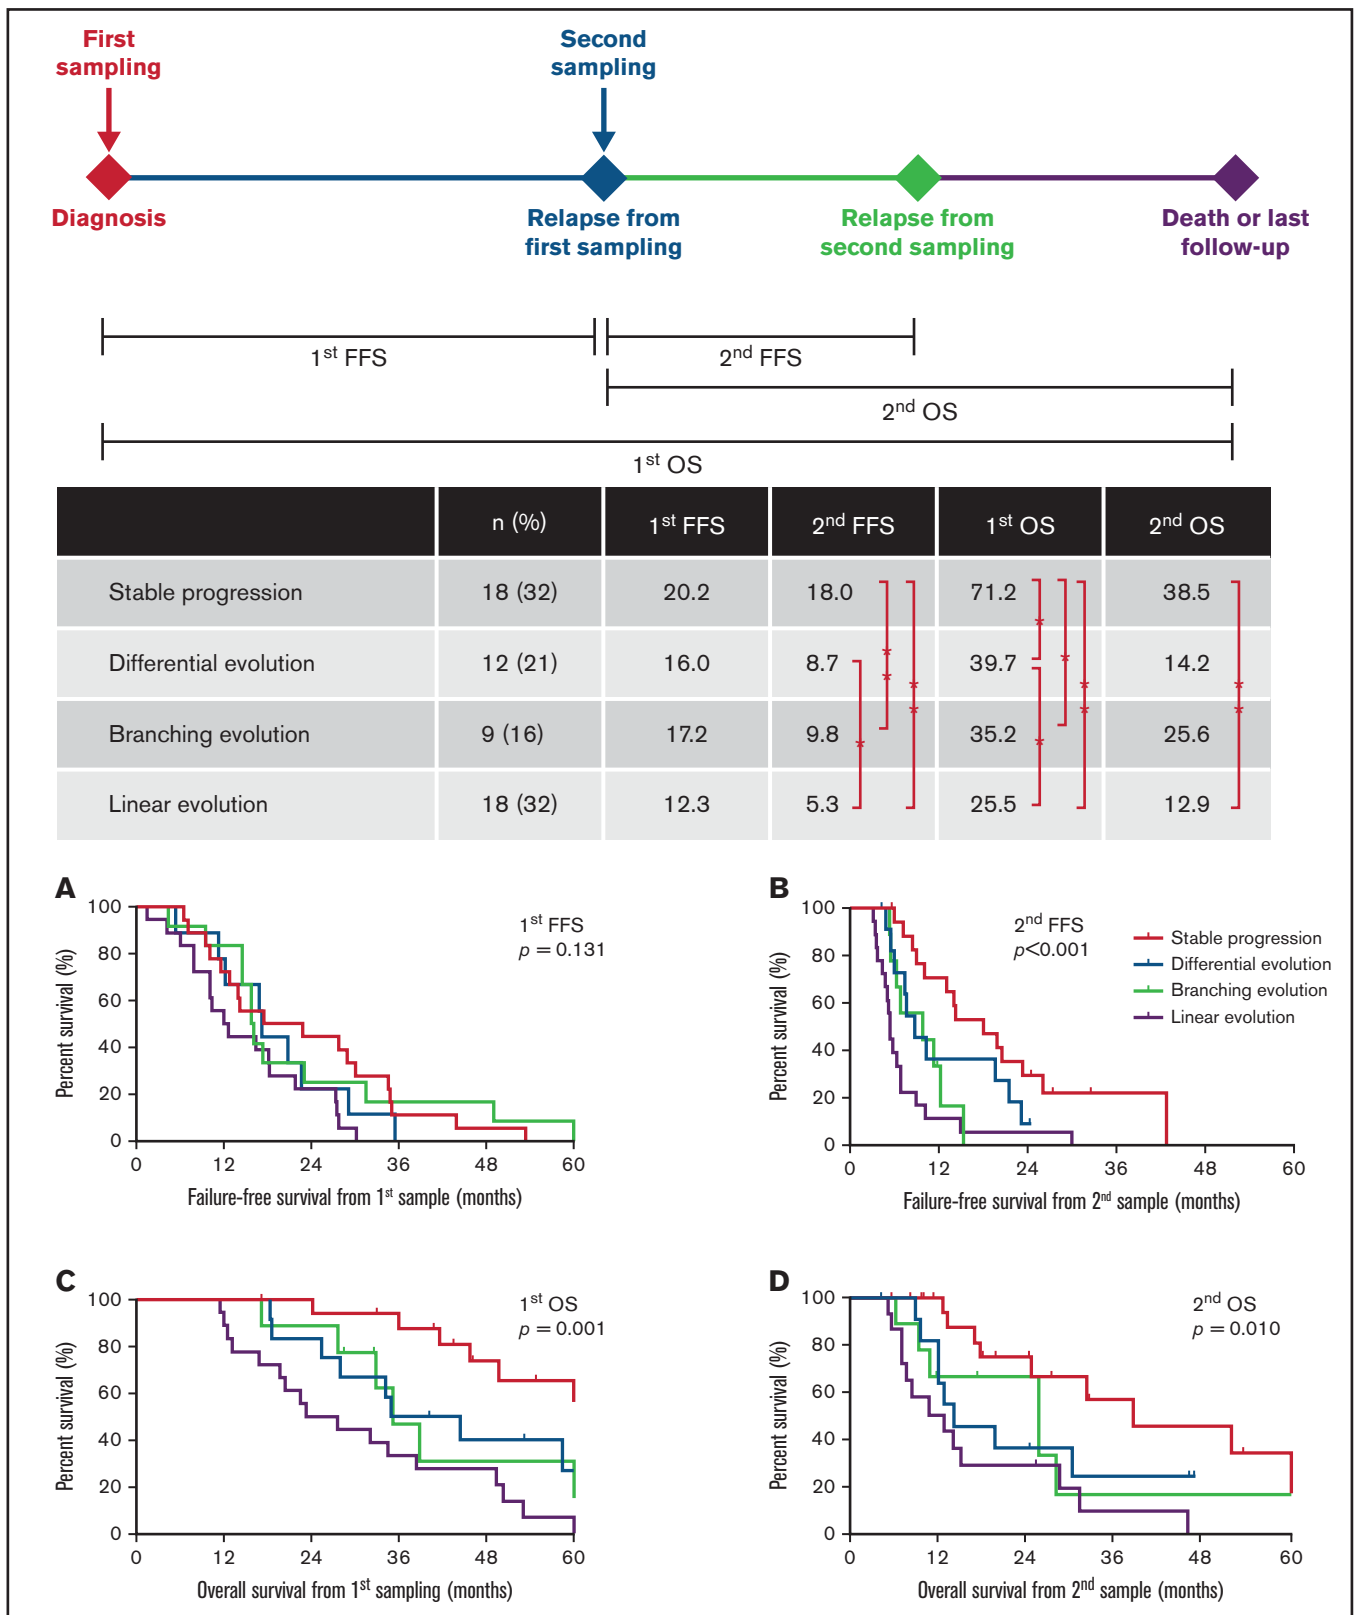 First
sampling
Second
sampling
Diagnosis
Relapse from
first sampling
Relapse from
second sampling
Death or last
follow-up
1st FFS
2nd FFS
2nd OS
1st OS
n (%) 1st FFS 2nd FFS 1st OS 2nd OS
Stable progression 18 (32) 20.2 18.0 71.2 38.5
Differential evolution 12 (21) 16.0 8.7 39.7 14.2
Branching evolution 9 (16) 17.2 9.8 35.2 25.6
Linear evolution 18 (32) 12.3 5.3 25.5 12.9
A
1st FFS
p = 0.131
Percent survival (%)
100
80
60
40
20
0
0 12 24 36 48 60
Failure-free survival from 1st sample (months)
B
2nd FFS
p<0.001
Stable progression
Differential evolution
Branching evolution
Linear evolution
Percent survival (%)
100
80
60
40
20
0
0 12 24 36 48 60
Failure-free survival from 2nd sample (months)
C
1st OS
p = 0.001
Percent survival (%)
100
80
60
40
20
0
0 12 24 36 48 60
Overall survival from 1st sampling (months)
D
2nd OS
p = 0.010
Percent survival (%)
100
80
60
40
20
0
0 12 24 36 48 60
Overall survival from 2nd sample (months)